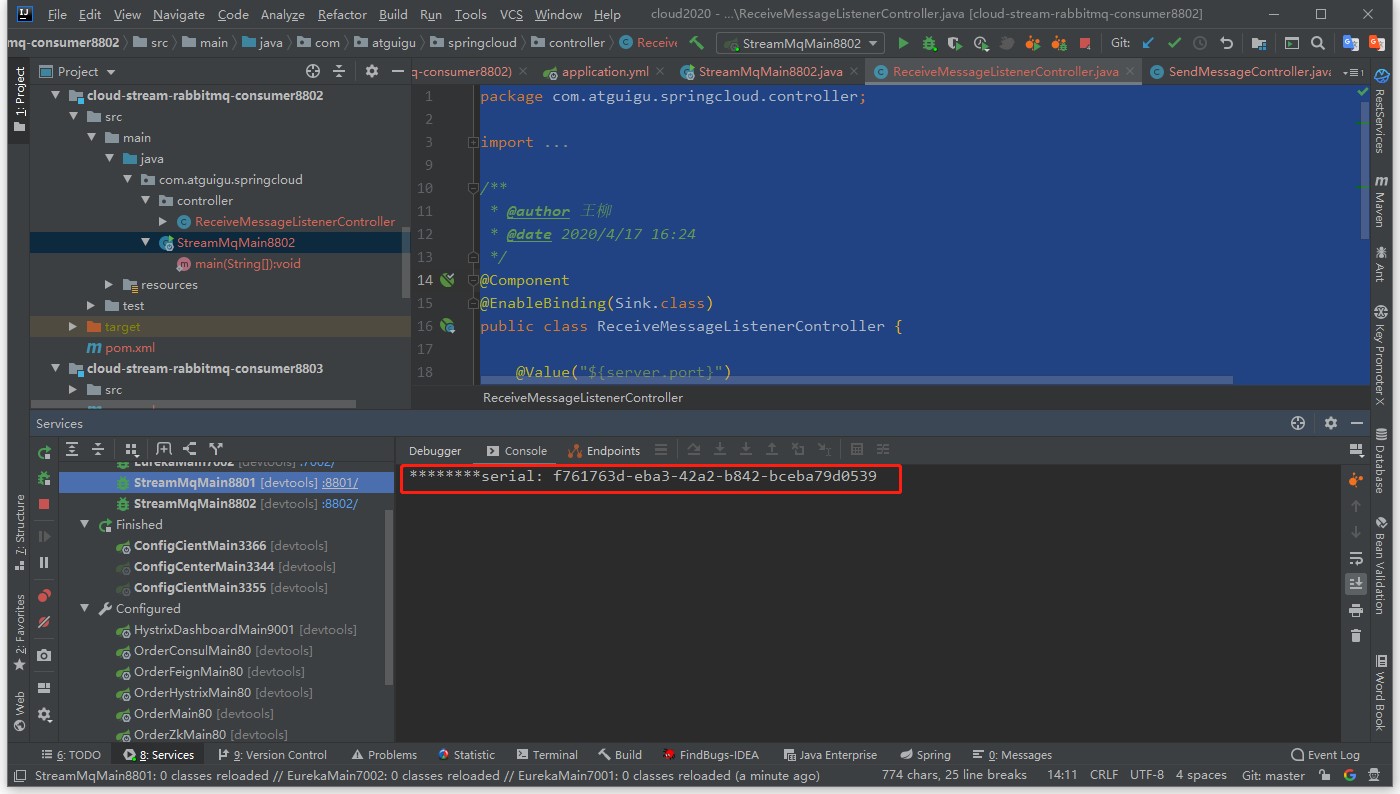 File Edit View Navigate Code Analyze Refactor Build Run Tools VCS Window Help cloud2020 - ...\ReceiveMessageListenerController.java [cloud-stream-rabbitmq-consumer8802]
mq-consumer8802 src main java com atguigu springcloud controller Receive StreamMqMain8802 Git:
1: Project
Project
q-consumer8802) application.yml StreamMqMain8802.java ReceiveMessageListenerController.java SendMessageController.java
cloud-stream-rabbitmq-consumer8802
src
main
java
com.atguigu.springcloud
controller
ReceiveMessageListenerController
StreamMqMain8802
main(String[]):void
resources
test
target
pom.xml
cloud-stream-rabbitmq-consumer8803
src
1 package com.atguigu.springcloud.controller;
2
3 import ...
9
10 /**
11 * @author 王柳
12 * @date 2020/4/17 16:24
13 */
14 @Component
15 @EnableBinding(Sink.class)
16 public class ReceiveMessageListenerController {
17
18 @Value("${server.port}")
ReceiveMessageListenerController
RestServices
Maven
Ant
Key Promoter X
Database
Bean Validation
Word Book
Services
7: Structure
2: Favorites
Web
EurekaMain7002 [devtools] :7002/
StreamMqMain8801 [devtools] :8801/
StreamMqMain8802 [devtools] :8802/
Finished
ConfigCientMain3366 [devtools]
ConfigCenterMain3344 [devtools]
ConfigCientMain3355 [devtools]
Configured
HystrixDashboardMain9001 [devtools]
OrderConsulMain80 [devtools]
OrderFeignMain80 [devtools]
OrderHystrixMain80 [devtools]
OrderMain80 [devtools]
OrderZkMain80 [devtools]
Debugger Console Endpoints
********serial: f761763d-eba3-42a2-b842-bceba79d0539
6: TODO 8: Services 9: Version Control Problems Statistic Terminal Build FindBugs-IDEA Java Enterprise Spring 0: Messages Event Log
StreamMqMain8801: 0 classes reloaded // EurekaMain7002: 0 classes reloaded // EurekaMain7001: 0 classes reloaded (a minute ago) 774 chars, 25 line breaks 14:11 CRLF UTF-8 4 spaces Git: master